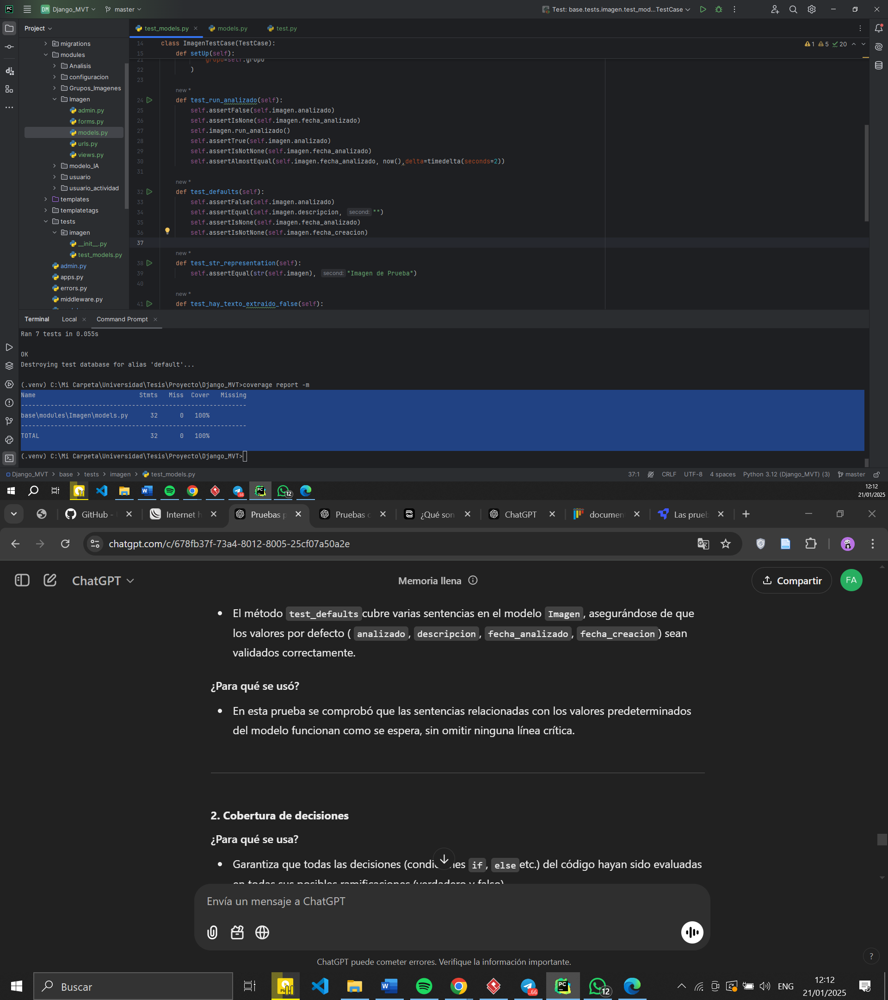 PC DM Django_MVT master Test: base.tests.imagen.test_mod...TestCase
Project test_models.py models.py test.py
migrations
modules
Analisis
configuracion
Grupos_Imagenes
Imagen
admin.py
forms.py
models.py
urls.py
views.py
modelo_IA
usuario
usuario_actividad
templates
templatetags
tests
imagen
__init__.py
test_models.py
admin.py
apps.py
errors.py
middleware.py
1 5 20
14 class ImagenTestCase(TestCase):
15 def setUp(self):
21 grupo=self.grupo
22 )
23
new *
24 def test_run_analizado(self):
25 self.assertFalse(self.imagen.analizado)
26 self.assertIsNone(self.imagen.fecha_analizado)
27 self.imagen.run_analizado()
28 self.assertTrue(self.imagen.analizado)
29 self.assertIsNotNone(self.imagen.fecha_analizado)
30 self.assertAlmostEqual(self.imagen.fecha_analizado, now(),delta=timedelta(seconds=2))
31
new *
32 def test_defaults(self):
33 self.assertFalse(self.imagen.analizado)
34 self.assertEqual(self.imagen.descripcion, second: "")
35 self.assertIsNone(self.imagen.fecha_analizado)
36 self.assertIsNotNone(self.imagen.fecha_creacion)
37
new *
38 def test_str_representation(self):
39 self.assertEqual(str(self.imagen), second: "Imagen de Prueba")
40
new *
41 def test_hay_texto_extraido_false(self):
Terminal Local Command Prompt
Ran 7 tests in 0.055s
OK
Destroying test database for alias 'default'...
(.venv) C:\Mi Carpeta\Universidad\Tesis\Proyecto\Django_MVT>coverage report -m
Name Stmts Miss Cover Missing
-------------------------------------------------------------
base\modules\Imagen\models.py 32 0 100%
-------------------------------------------------------------
TOTAL 32 0 100%
(.venv) C:\Mi Carpeta\Universidad\Tesis\Proyecto\Django_MVT>
Django_MVT > base > tests > imagen > test_models.py 37:1 CRLF UTF-8 4 spaces Python 3.12 (Django_MVT) (3) master
12:12
21/01/2025
66 PC 12
GitHub - Internet h Pruebas p Pruebas c ¿Qué son ChatGPT documen Las prueb
chatgpt.com/c/678fb37f-73a4-8012-8005-25cf07a50a2e
ChatGPT Memoria llena Compartir FA
• El método test_defaults cubre varias sentencias en el modelo Imagen, asegurándose de que
los valores por defecto ( analizado, descripcion, fecha_analizado, fecha_creacion) sean
validados correctamente.
¿Para qué se usó?
• En esta prueba se comprobó que las sentencias relacionadas con los valores predeterminados
del modelo funcionan como se espera, sin omitir ninguna línea crítica.
2. Cobertura de decisiones
¿Para qué se usa?
• Garantiza que todas las decisiones (condiciones if, else etc.) del código hayan sido evaluadas
en todas sus posibles ramificaciones (verdadero y falso).
Envía un mensaje a ChatGPT
ChatGPT puede cometer errores. Verifique la información importante.
?
Buscar 66 PC 12 ENG
12:12
21/01/2025